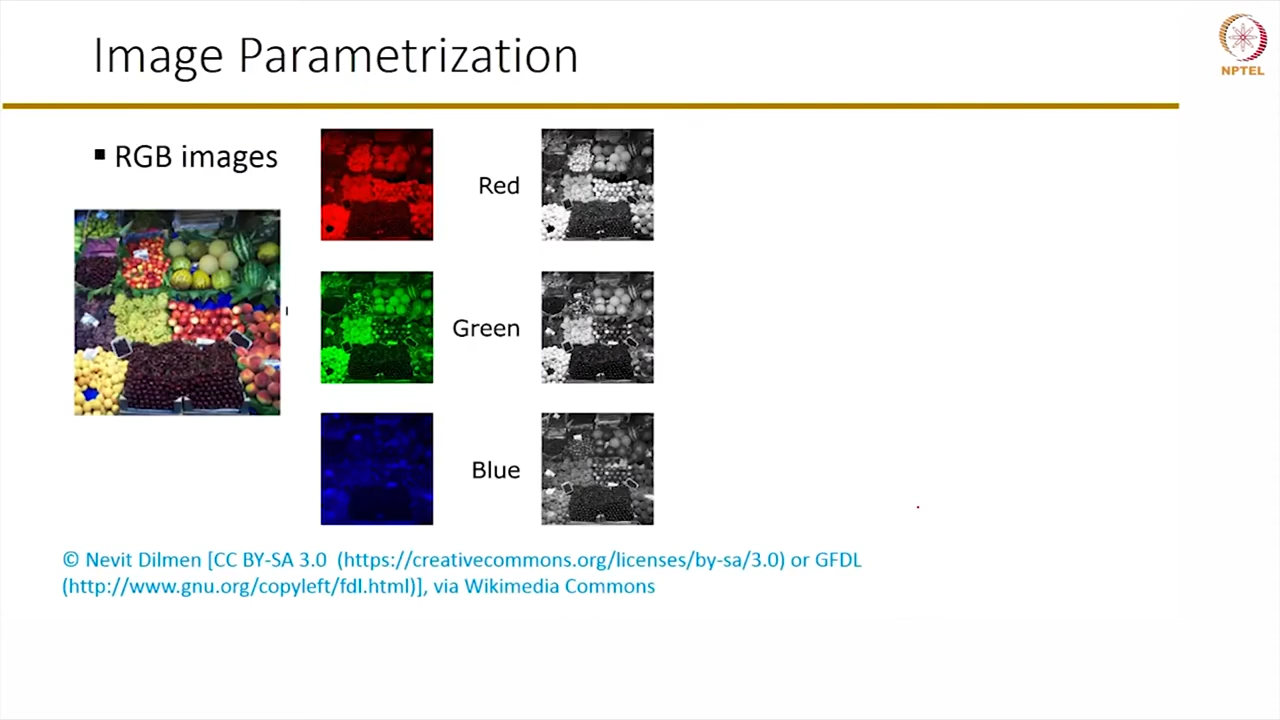 Image Parametrization
NPTEL
▪ RGB images
Red
Green
Blue
© Nevit Dilmen [CC BY-SA 3.0 (https://creativecommons.org/licenses/by-sa/3.0) or GFDL
(http://www.gnu.org/copyleft/fdl.html)], via Wikimedia Commons